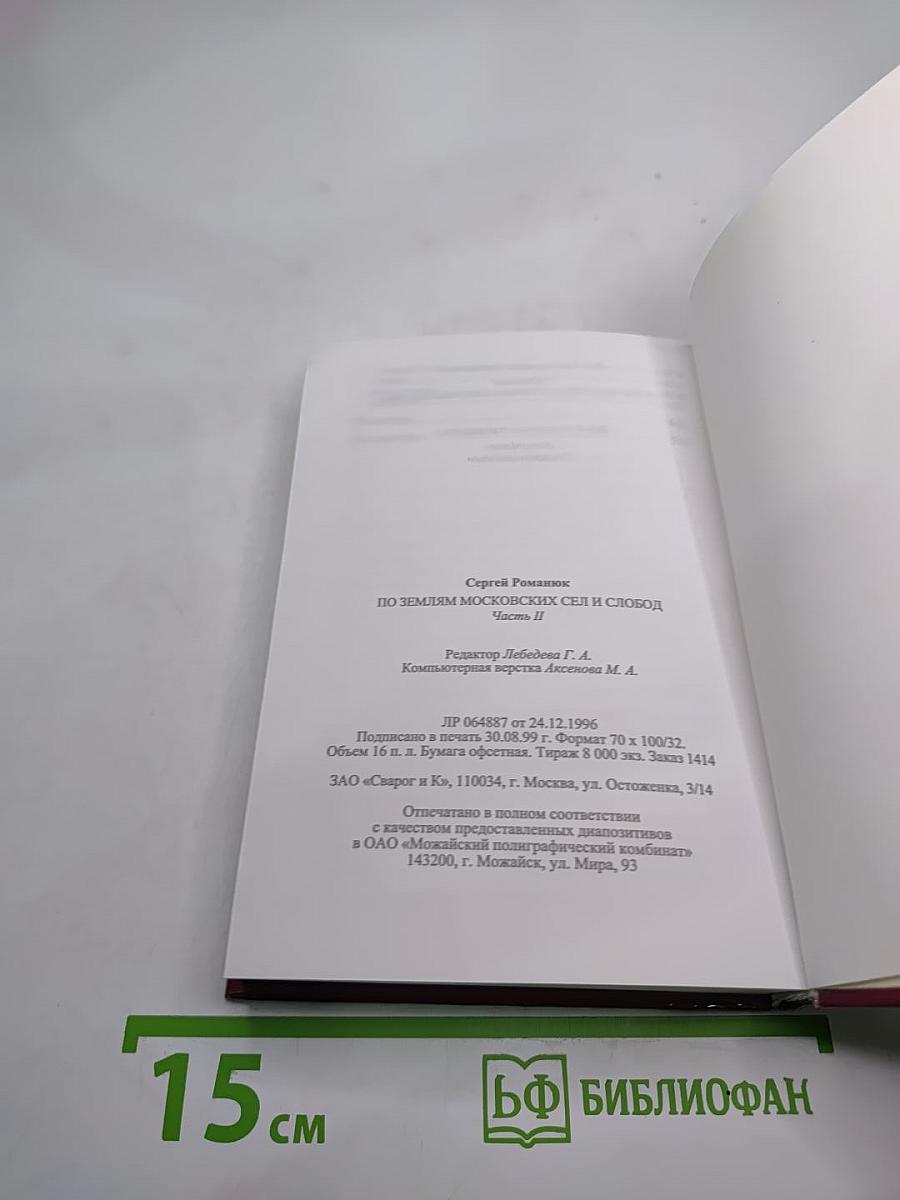 Сергей Романюк
ПО ЗЕМЛЯМ МОСКОВСКИХ СЕЛ И СЛОБОД
Часть II
Редактор Лебедева Г. А.
Компьютерная верстка Аксенова М. А.
ЛР 064887 от 24.12.1996
Подписано в печать 30.08.99 г. Формат 70 х 100/32.
Объем 16 п. л. Бумага офсетная. Тираж 8 000 экз. Заказ 1414
ЗАО «Сварог и К», 110034, г. Москва, ул. Остоженка, 3/14
Отпечатано в полном соответствии
с качеством предоставленных диапозитивов
в ОАО «Можайский полиграфический комбинат»
143200, г. Можайск, ул. Мира, 93
15 см
БФ БИБЛИОФАН